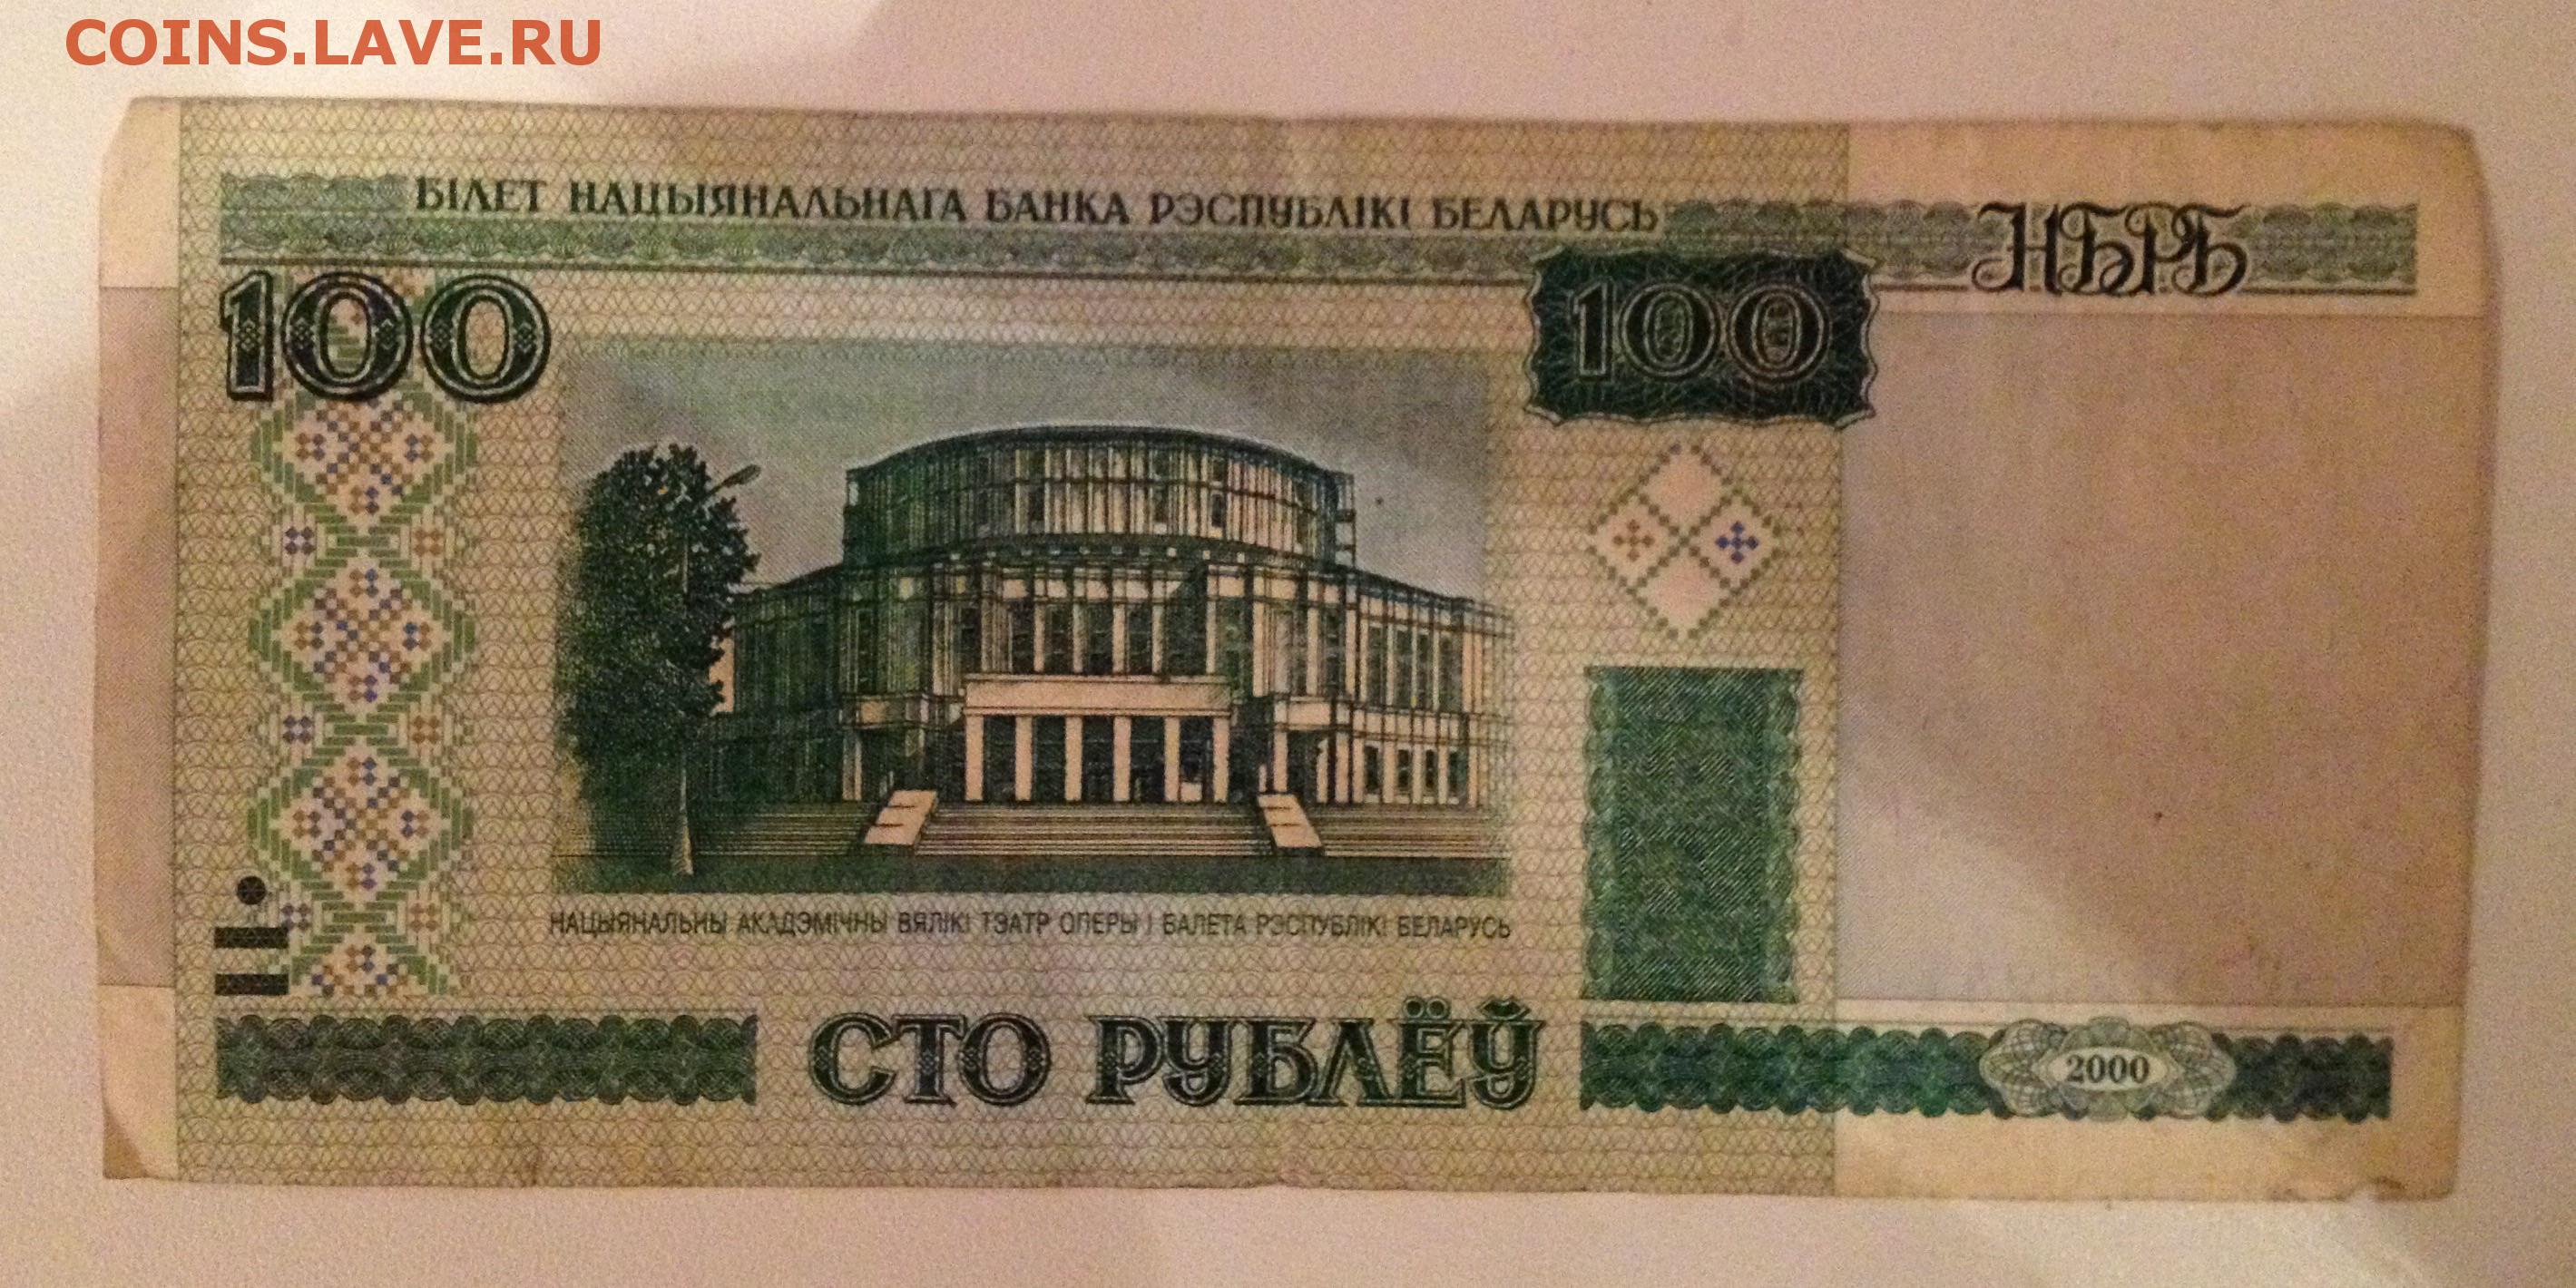 COINS.LAVE.RU
БІЛЕТ НАЦЫЯНАЛЬНАГА БАНКА РЭСПУБЛІКІ БЕЛАРУСЬ
НБРБ
100
100
НАЦЫЯНАЛЬНЫ АКАДЭМІЧНЫ ВЯЛІКІ ТЭАТР ОПЕРЫ І БАЛЕТА РЭСПУБЛІКІ БЕЛАРУСЬ
СТО РУБЛЁЎ
2000